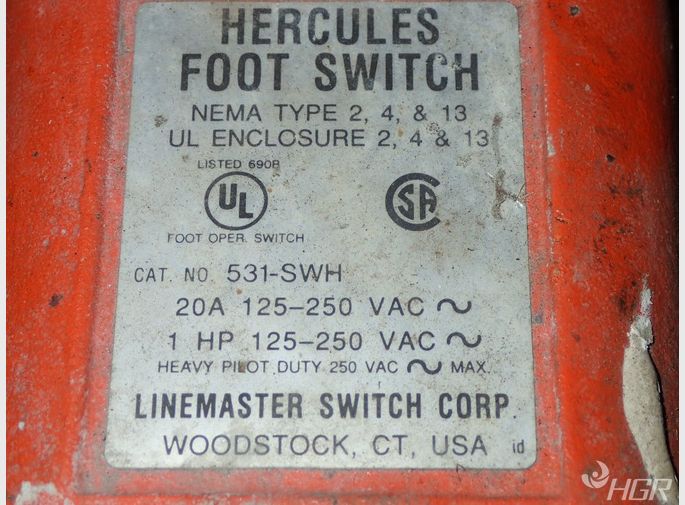 HERCULES
FOOT SWITCH
NEMA TYPE 2, 4, & 13
UL ENCLOSURE 2, 4 & 13
LISTED 690B
UL
SA
FOOT OPER. SWITCH
CAT. NO. 531-SWH
20A 125-250 VAC ~
1 HP 125-250 VAC ~
HEAVY PILOT DUTY 250 VAC ~ MAX.
LINEMASTER SWITCH CORP.
WOODSTOCK, CT, USA id
HGR